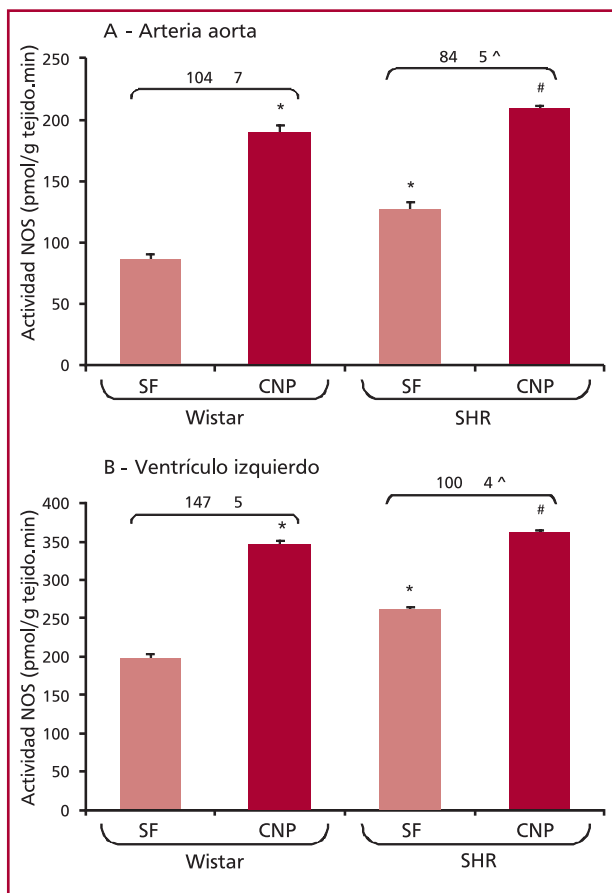 A - Arteria aorta
Actividad NOS (pmol/g tejido.min)
250
200
150
100
50
0
104 7
84 5 ^
*
*
#
SF CNP SF CNP
Wistar SHR
B - Ventrículo izquierdo
Actividad NOS (pmol/g tejido.min)
400
350
300
250
200
150
100
50
0
147 5
100 4 ^
*
*
#
SF CNP SF CNP
Wistar SHR